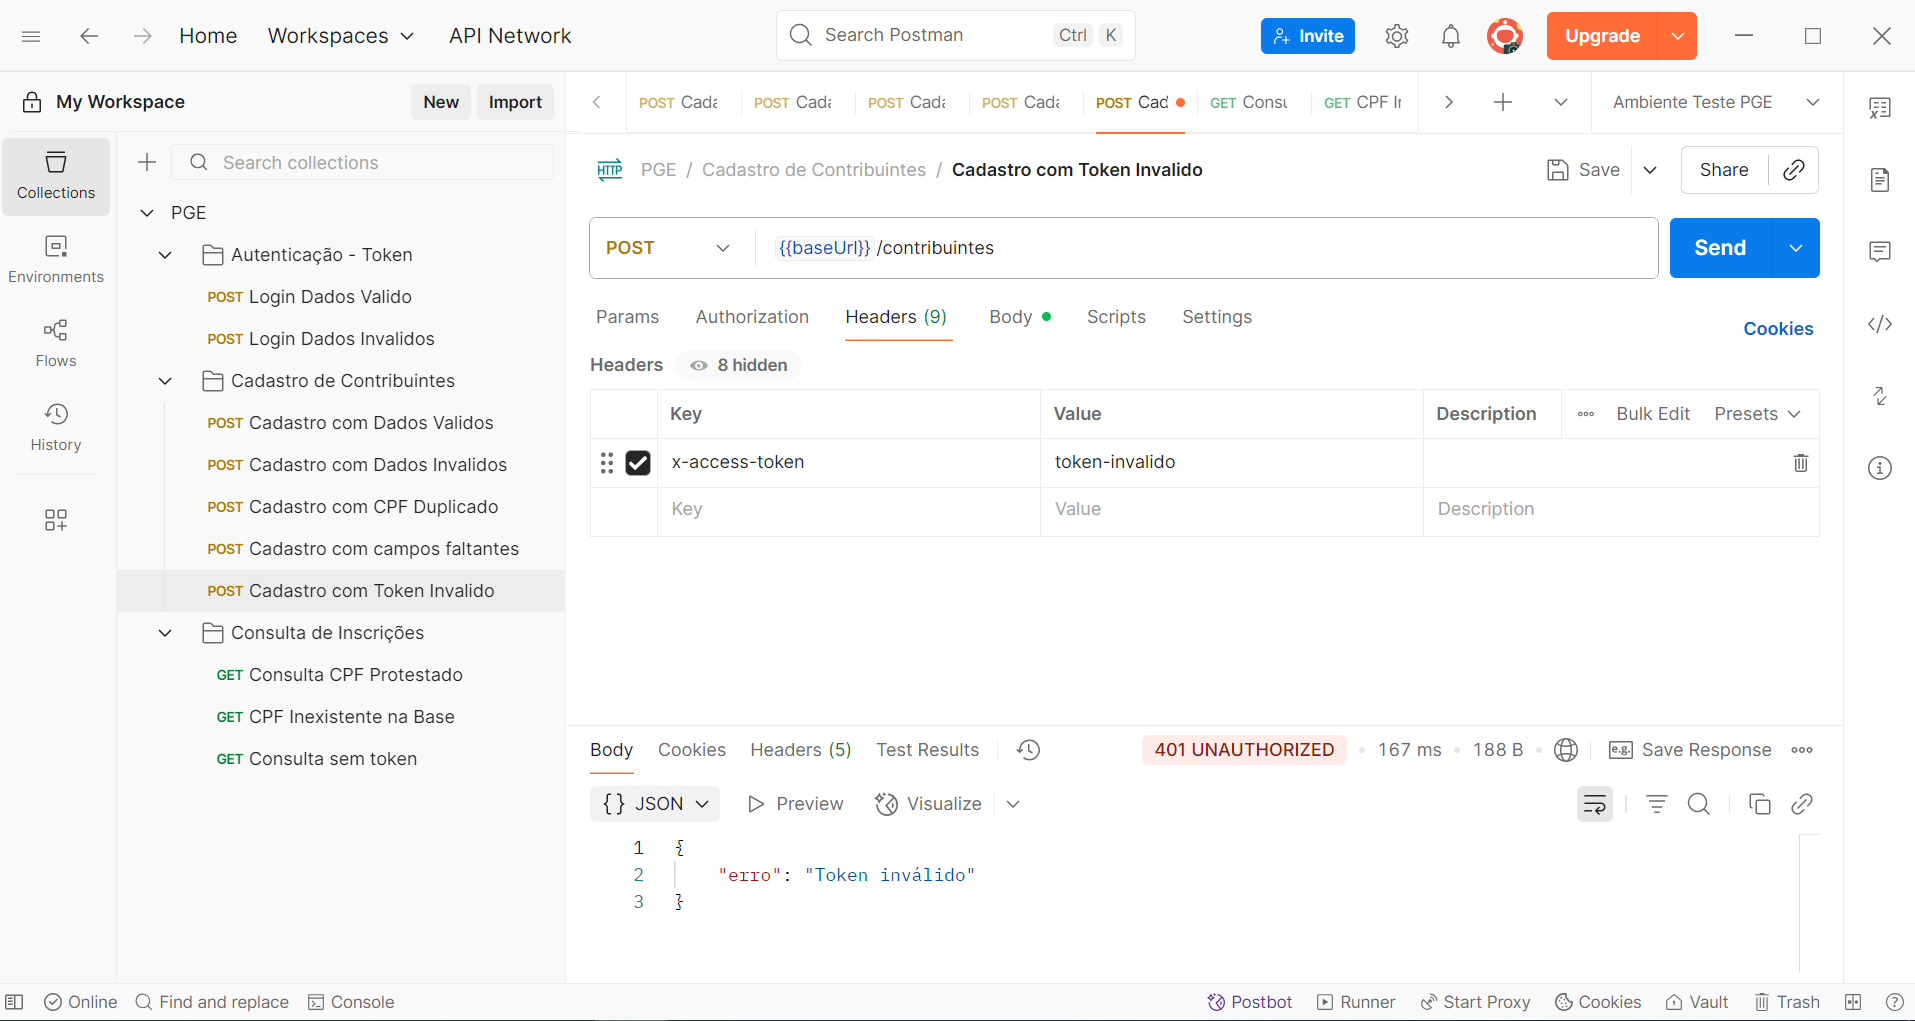 Home Workspaces API Network Search Postman Ctrl K Invite Upgrade
My Workspace New Import
POST Cada POST Cada POST Cada POST Cada POST Cad GET Consu GET CPF Ir Ambiente Teste PGE
Collections
Environments
Flows
History
Search collections
PGE
Autenticação - Token
POST Login Dados Valido
POST Login Dados Invalidos
Cadastro de Contribuintes
POST Cadastro com Dados Validos
POST Cadastro com Dados Invalidos
POST Cadastro com CPF Duplicado
POST Cadastro com campos faltantes
POST Cadastro com Token Invalido
Consulta de Inscrições
GET Consulta CPF Protestado
GET CPF Inexistente na Base
GET Consulta sem token
HTTP PGE / Cadastro de Contribuintes / Cadastro com Token Invalido Save Share
POST {{baseUrl}} /contribuintes Send
Params Authorization Headers (9) Body Scripts Settings Cookies
Headers 8 hidden
Key Value Description Bulk Edit Presets
x-access-token token-invalido
Key Value Description
Body Cookies Headers (5) Test Results 401 UNAUTHORIZED 167 ms 188 B e.g. Save Response
{} JSON Preview Visualize
1 {
2 "erro": "Token inválido"
3 }
Online Find and replace Console Postbot Runner Start Proxy Cookies Vault Trash